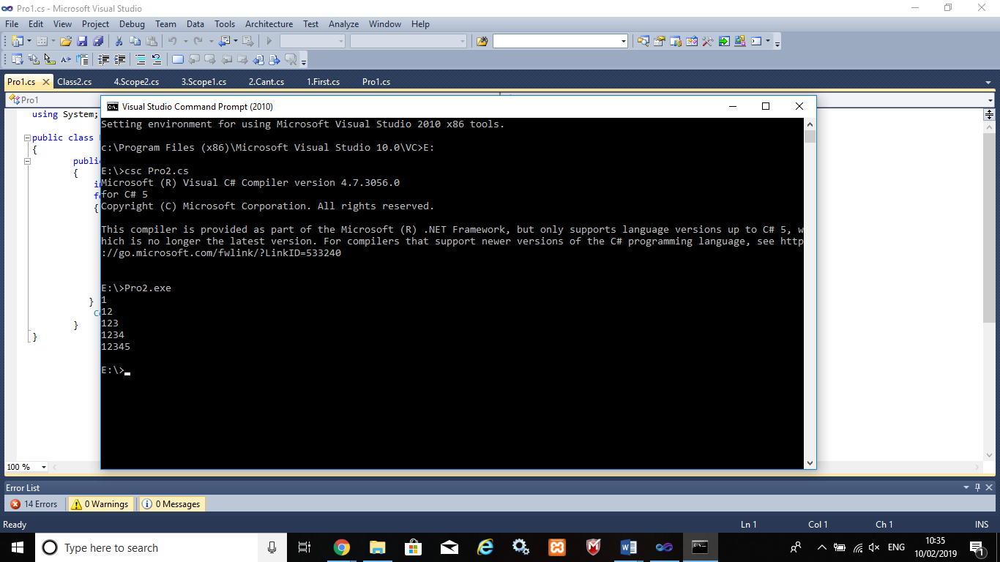 Pro1.cs - Microsoft Visual Studio
File Edit View Project Debug Team Data Tools Architecture Test Analyze Window Help
Pro1.cs Class2.cs 4.Scope2.cs 3.Scope1.cs 2.Cant.cs 1.First.cs Pro1.cs
Pro1
using System;
public class
{
{
{
}
}
}
Visual Studio Command Prompt (2010)
Setting environment for using Microsoft Visual Studio 2010 x86 tools.
c:\Program Files (x86)\Microsoft Visual Studio 10.0\VC>E:
E:\>csc Pro2.cs
Microsoft (R) Visual C# Compiler version 4.7.3056.0
for C# 5
Copyright (C) Microsoft Corporation. All rights reserved.
This compiler is provided as part of the Microsoft (R) .NET Framework, but only supports language versions up to C# 5, w
hich is no longer the latest version. For compilers that support newer versions of the C# programming language, see http
://go.microsoft.com/fwlink/?LinkID=533240
E:\>Pro2.exe
1
12
123
1234
12345
E:\>
100 %
Error List
14 Errors 0 Warnings 0 Messages
Ready Ln 1 Col 1 Ch 1 INS
Type here to search
ENG
10:35
10/02/2019
1